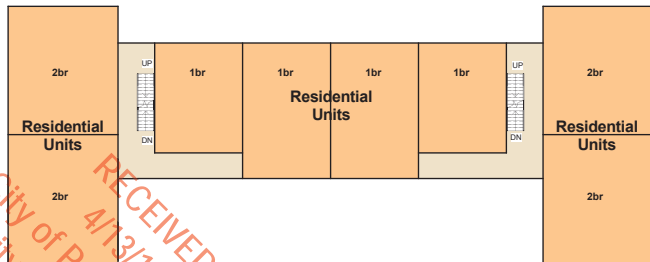 2br
UP
1br
1br
1br
1br
UP
2br
Residential
Units
Residential
Units
Residential
Units
DN
DN
2br
2br
RECEIVED
4/13/1
City of